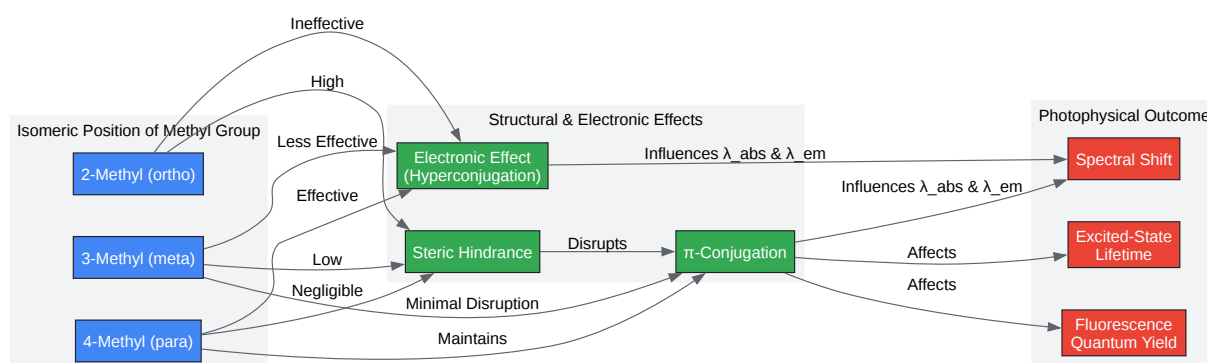 Ineffective
High
Isomeric Position of Methyl Group
Structural & Electronic Effects
Photophysical Outcome
2-Methyl (ortho)
Less Effective
Electronic Effect
(Hyperconjugation)
Influences λ_abs & λ_em
Spectral Shift
Effective
Influences λ_abs & λ_em
3-Methyl (meta)
Low
Steric Hindrance
Disrupts
π-Conjugation
Affects
Excited-State
Lifetime
Negligible
Minimal Disruption
Affects
4-Methyl (para)
Maintains
Fluorescence
Quantum Yield